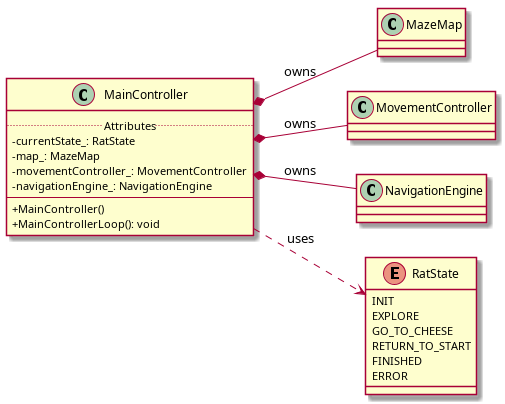 C MazeMap
owns
C MainController
Attributes
-currentState_: RatState
-map_: MazeMap
-movementController_: MovementController
-navigationEngine_: NavigationEngine
+MainController()
+MainControllerLoop(): void
owns
C MovementController
owns
C NavigationEngine
uses
E RatState
INIT
EXPLORE
GO_TO_CHEESE
RETURN_TO_START
FINISHED
ERROR